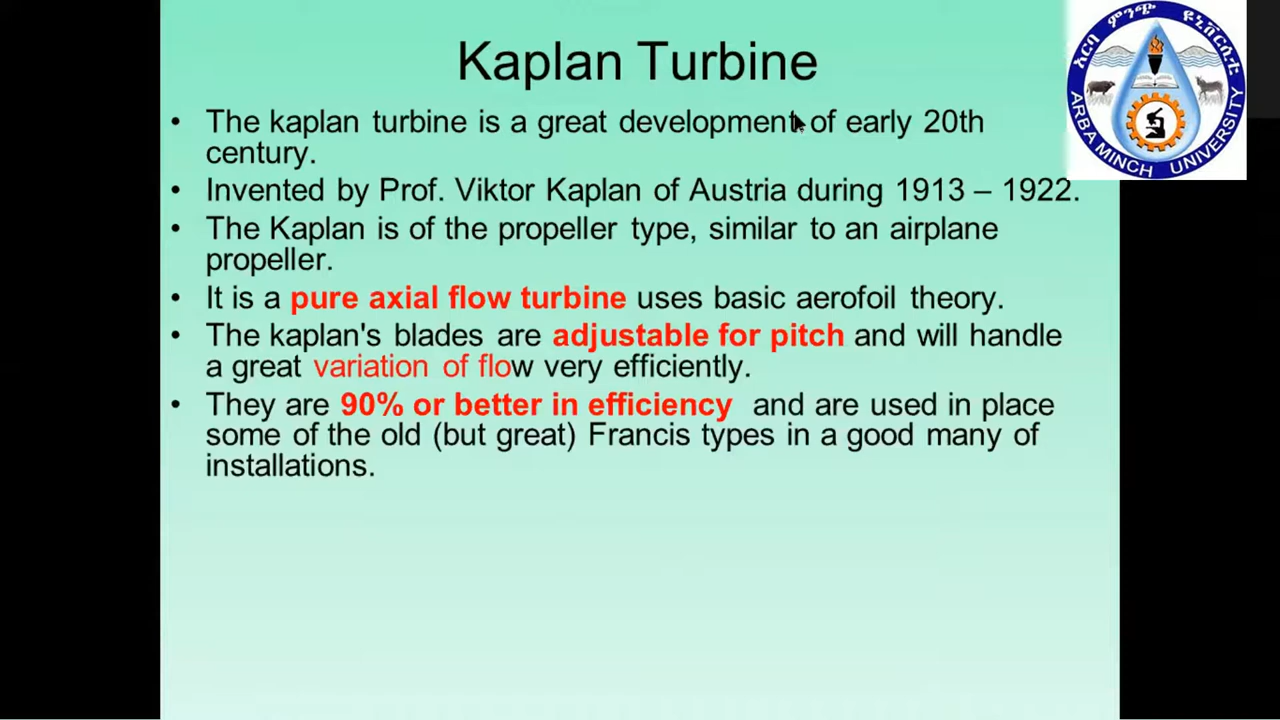 Kaplan Turbine
• The kaplan turbine is a great development of early 20th
century.
• Invented by Prof. Viktor Kaplan of Austria during 1913 – 1922.
• The Kaplan is of the propeller type, similar to an airplane
propeller.
• It is a pure axial flow turbine uses basic aerofoil theory.
• The kaplan's blades are adjustable for pitch and will handle
a great variation of flow very efficiently.
• They are 90% or better in efficiency and are used in place
some of the old (but great) Francis types in a good many of
installations.
አርባ ምንጭ ዩኒቨርሲቲ
ARBA MINCH UNIVERSITY